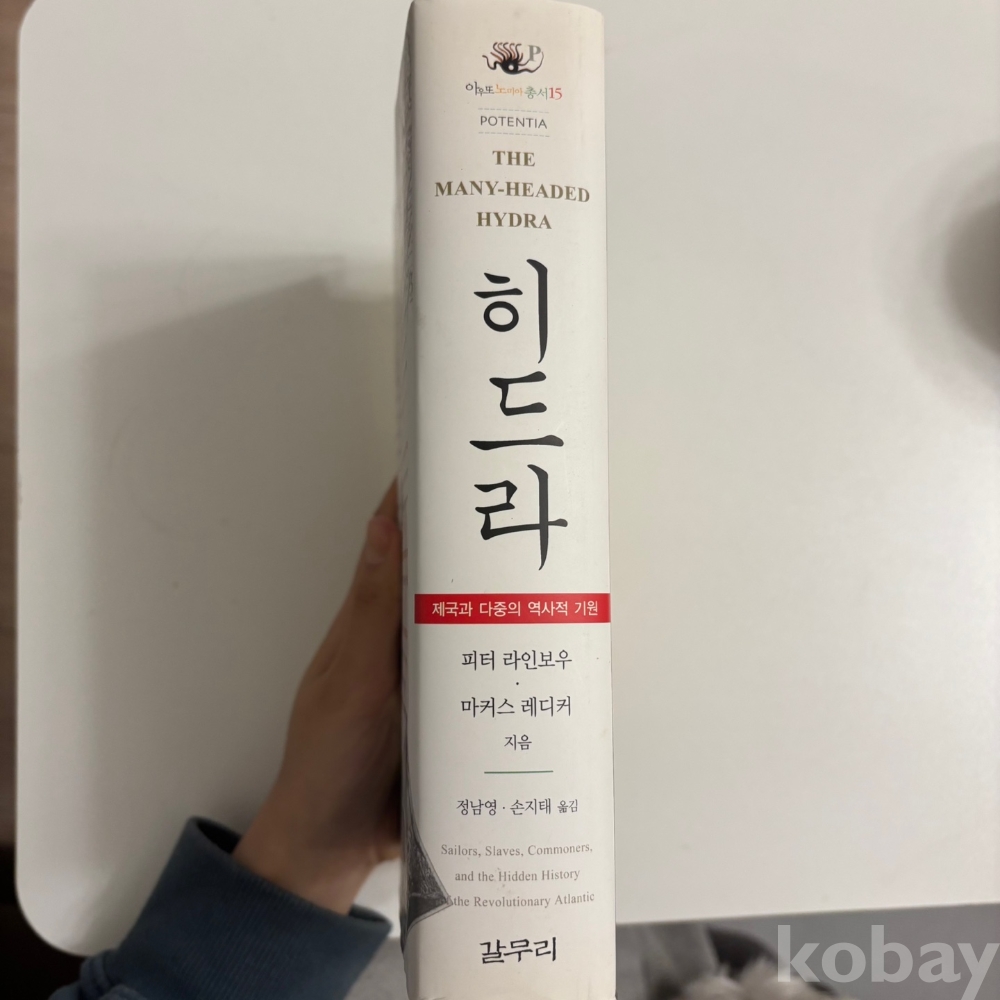 P
아우또노미아총서15
POTENTIA
THE
MANY-HEADED
HYDRA
히드라
제국과 다중의 역사적 기원
피터 라인보우
·
마커스 레디커
지음
정남영 · 손지태 옮김
Sailors, Slaves, Commoners,
and the Hidden History
the Revolutionary Atlantic
갈무리
kobay